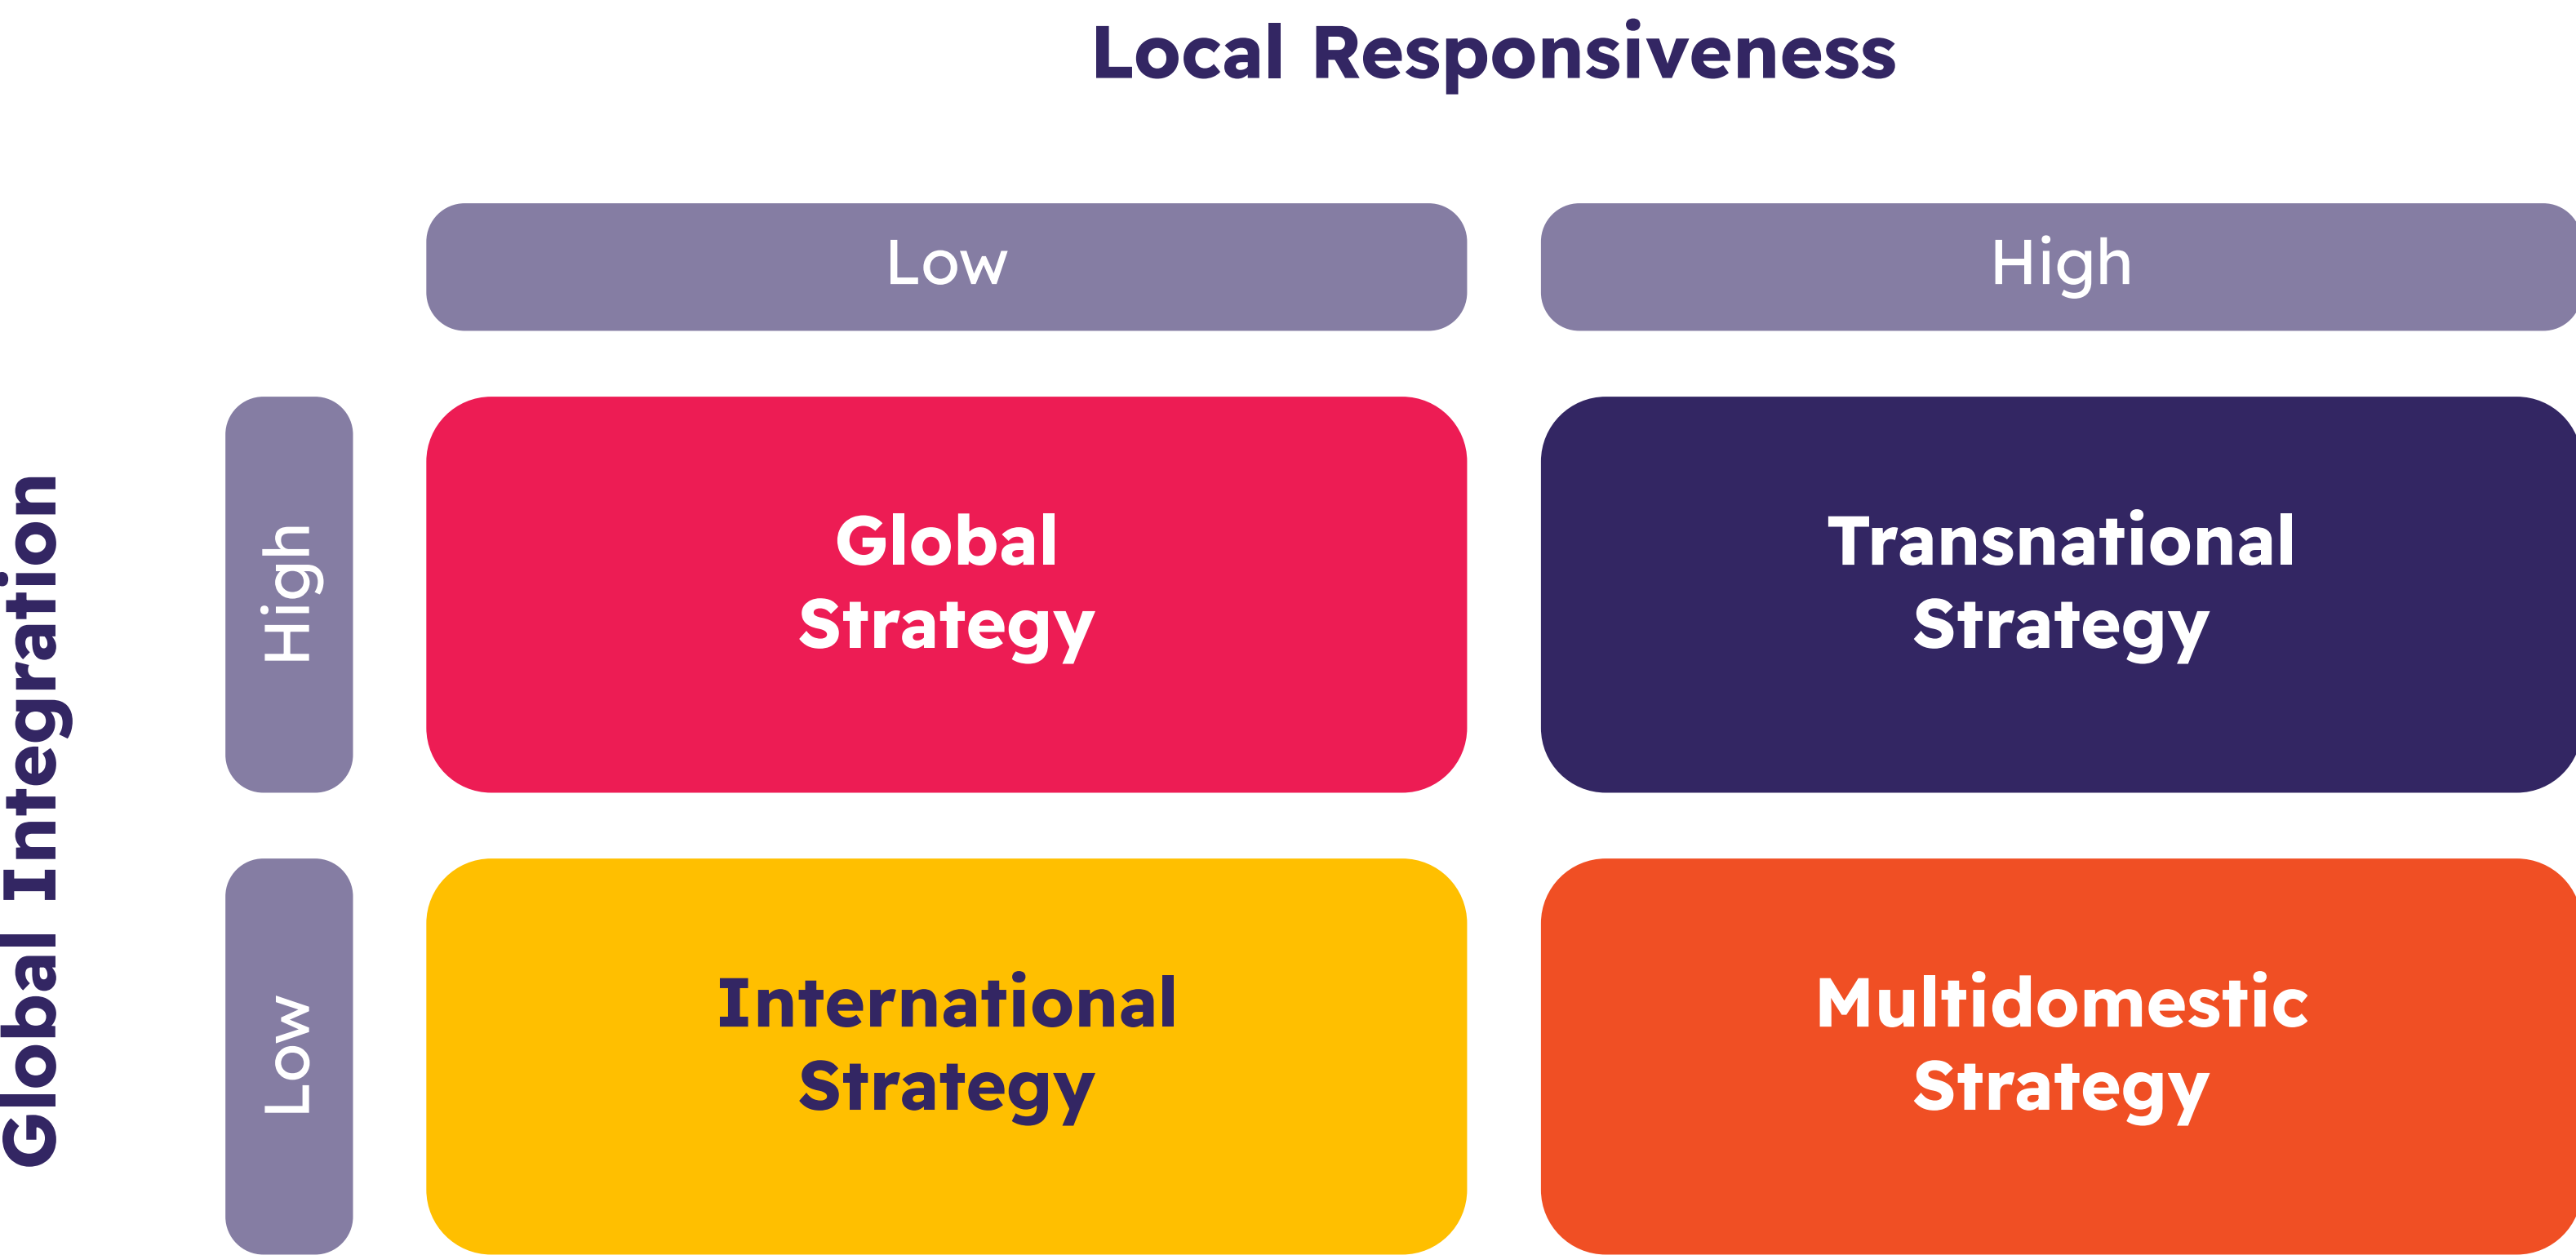 Local Responsiveness
Low
High
Global Integration
High
Global
Strategy
Transnational
Strategy
Low
International
Strategy
Multidomestic
Strategy